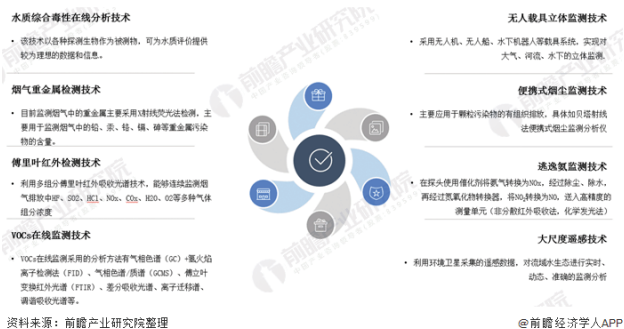 水质综合毒性在线分析技术
• 该技术以各种探测生物作为被测物，可为水质评价提供
较为理想的数据和信息。
烟气重金属检测技术
• 目前监测烟气中的重金属主要采用X射线荧光法检测，主
要用于监测烟气中的铅、汞、铬、镉、砷等重金属污染
物的含量。
傅里叶红外检测技术
• 利用多组分傅里叶红外吸收光谱技术，能够连续监测烟
气排放中HF、SO2、HCl、NOx、COx、H2O、O2等多种气体
组分浓度
VOCs在线监测技术
• VOCs在线监测采用的分析方法有气相色谱（GC）+氢火焰
离子检测法（FID）、气相色谱/质谱（GCMS）、傅立叶
变换红外光谱（FTIR）、差分吸收光谱、离子迁移谱、
调谐吸收光谱等。
无人载具立体监测技术
• 采用无人机、无人船、水下机器人等载具系统，实现对
大气、河流、水下的立体监测。
便携式烟尘监测技术
• 主要应用于颗粒污染物的有组织排放，具体如贝塔射线
法便携式烟尘监测分析仪
逃逸氨监测技术
• 在探头使用催化剂将氨气转换为NOx，经过除尘、除水，
再经过氮氧化物转换器，将NO2转换为NO，送入高精度的
测量单元（非分散红外吸收法，化学发光法）
大尺度遥感技术
• 利用环境卫星采集的遥感数据，对流域水生态进行实时、
动态、准确的监测分析
前瞻产业研究院
资料来源：前瞻产业研究院整理
@前瞻经济学人APP